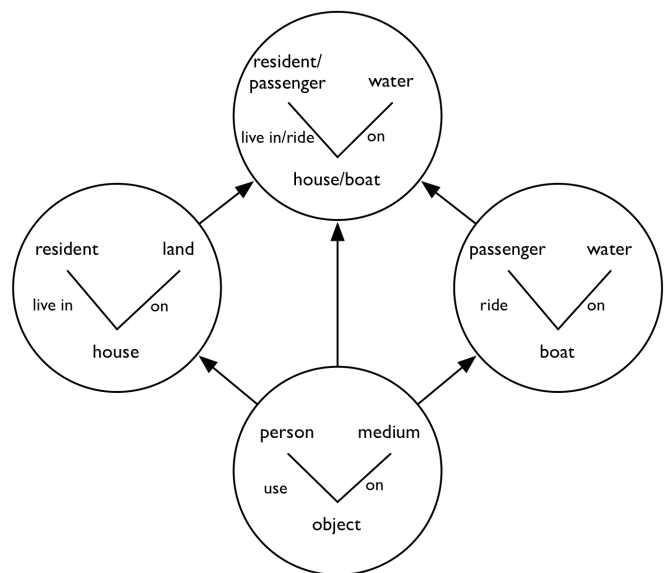 resident/
passenger
water
live in/ride
on
house/boat
resident
land
live in
on
house
passenger
water
ride
on
boat
person
medium
use
on
object